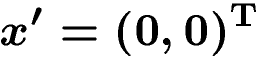 x′ = (0, 0)ᵀ